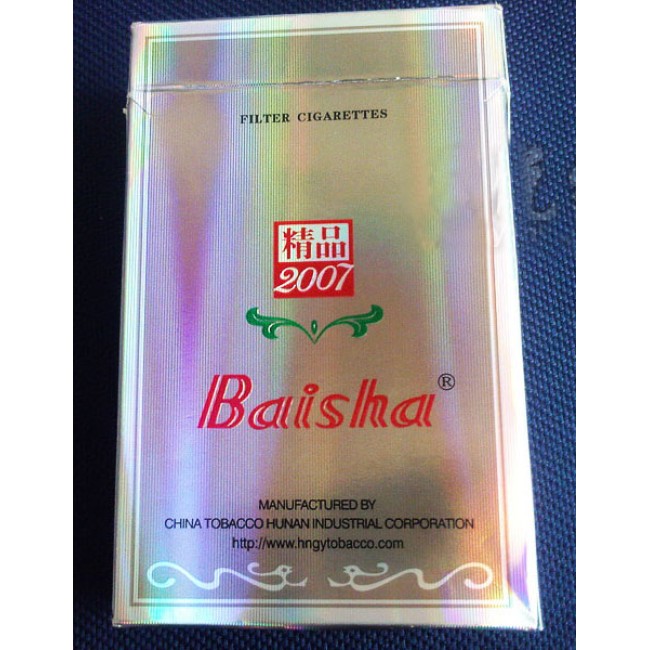 FILTER CIGARETTES
精品
2007
Baisha®
MANUFACTURED BY
CHINA TOBACCO HUNAN INDUSTRIAL CORPORATION
http://www.hngytobacco.com